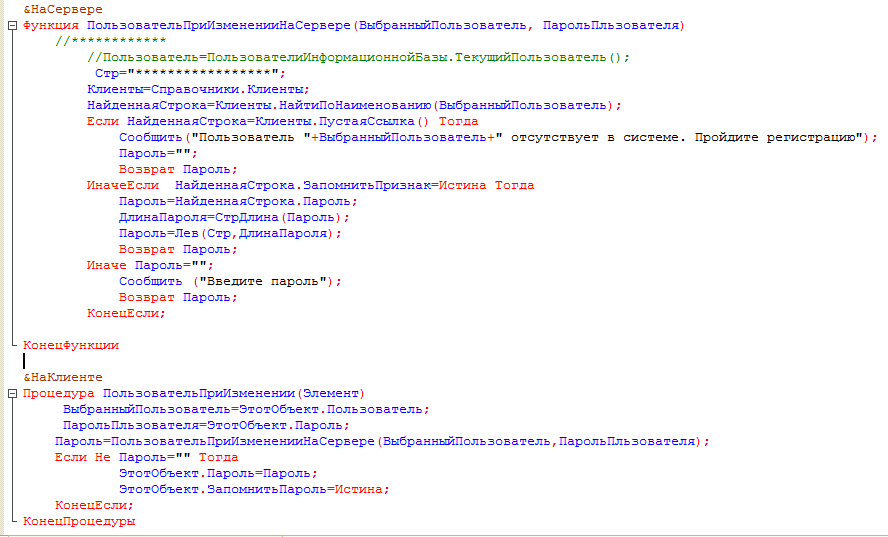 &НаСервере
Функция ПользовательПриИзмененииНаСервере(ВыбранныйПользователь, ПарольПльзователя)
//************
//Пользователь=ПользователиИнформационнойБазы.ТекущийПользователь();
Стр="*****************";
Клиенты=Справочники.Клиенты;
НайденнаяСтрока=Клиенты.НайтиПоНаименованию(ВыбранныйПользователь);
Если НайденнаяСтрока=Клиенты.ПустаяСсылка() Тогда
Сообщить("Пользователь "+ВыбранныйПользователь+" отсутствует в системе. Пройдите регистрацию");
Пароль="";
Возврат Пароль;
ИначеЕсли  НайденнаяСтрока.ЗапомнитьПризнак=Истина Тогда
Пароль=НайденнаяСтрока.Пароль;
ДлинаПароля=СтрДлина(Пароль);
Пароль=Лев(Стр,ДлинаПароля);
Возврат Пароль;
Иначе Пароль="";
Сообщить ("Введите пароль");
Возврат Пароль;
КонецЕсли;
КонецФункции
&НаКлиенте
Процедура ПользовательПриИзменении(Элемент)
ВыбранныйПользователь=ЭтотОбъект.Пользователь;
ПарольПльзователя=ЭтотОбъект.Пароль;
Пароль=ПользовательПриИзмененииНаСервере(ВыбранныйПользователь,ПарольПльзователя);
Если Не Пароль="" Тогда
ЭтотОбъект.Пароль=Пароль;
ЭтотОбъект.ЗапомнитьПароль=Истина;
КонецЕсли;
КонецПроцедуры